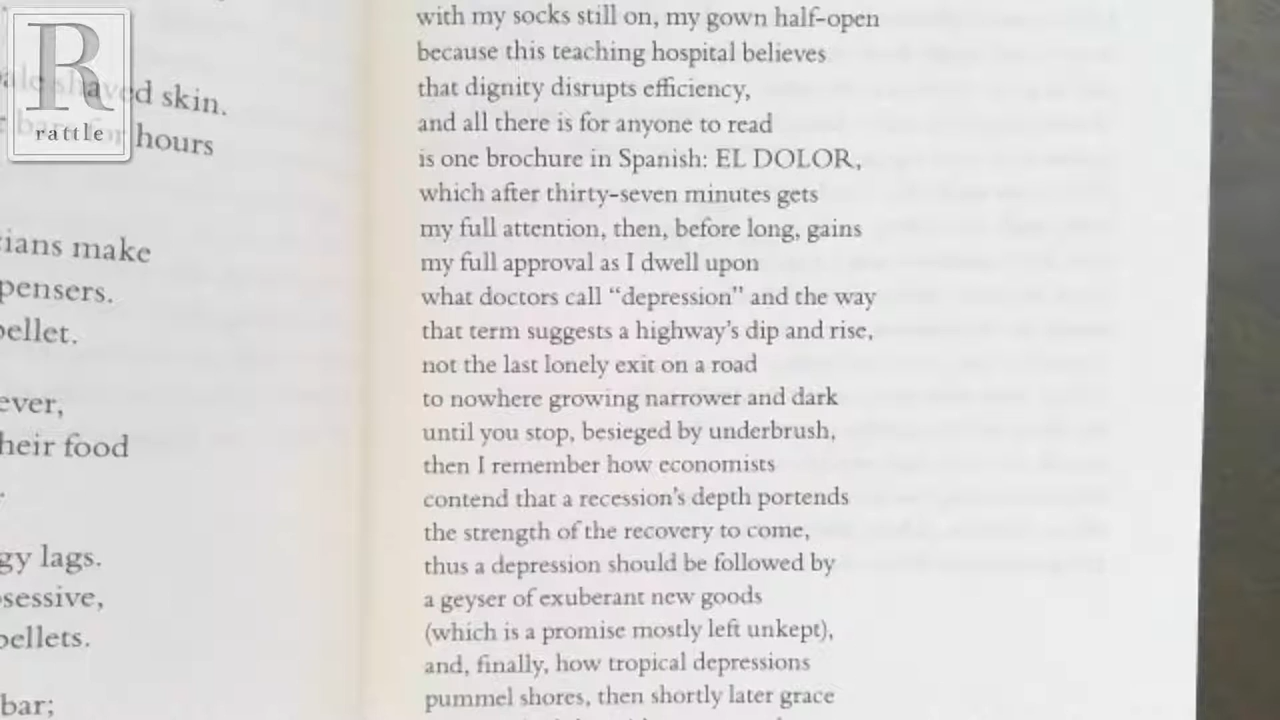 R
rattle
shaved skin.
bars for hours
make
ever,
their food
lags.
bar;
with my socks still on, my gown half-open
because this teaching hospital believes
that dignity disrupts efficiency,
and all there is for anyone to read
is one brochure in Spanish: EL DOLOR,
which after thirty-seven minutes gets
my full attention, then, before long, gains
my full approval as I dwell upon
what doctors call “depression” and the way
that term suggests a highway’s dip and rise,
not the last lonely exit on a road
to nowhere growing narrower and dark
until you stop, besieged by underbrush,
then I remember how economists
contend that a recession’s depth portends
the strength of the recovery to come,
thus a depression should be followed by
a geyser of exuberant new goods
(which is a promise mostly left unkept),
and, finally, how tropical depressions
pummel shores, then shortly later grace